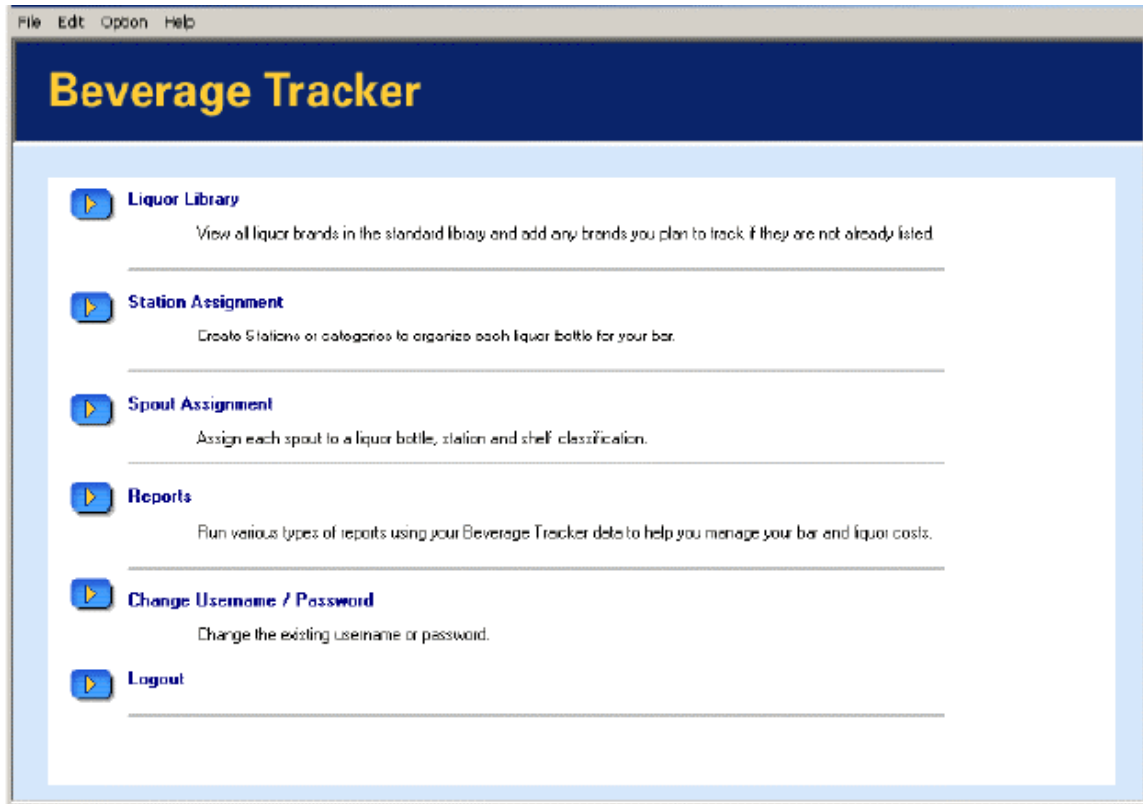 File Edit Option Help
Beverage Tracker
Liquor Library
View all liquor brands in the standard library and add any brands you plan to track if they are not already listed.
Station Assignment
Create Stations or categories to organize each liquor bottle for your bar.
Spout Assignment
Assign each spout to a liquor bottle, station and shelf classification.
Reports
Run various types of reports using your Beverage Tracker data to help you manage your bar and liquor costs.
Change Username / Password
Change the existing username or password.
Logout